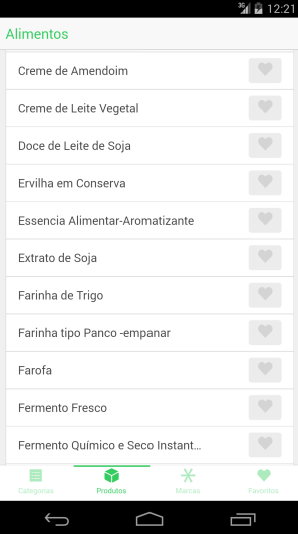 3G 12:21
Alimentos
Creme de Amendoim
Creme de Leite Vegetal
Doce de Leite de Soja
Ervilha em Conserva
Essencia Alimentar-Aromatizante
Extrato de Soja
Farinha de Trigo
Farinha tipo Panco -empanar
Farofa
Fermento Fresco
Fermento Químico e Seco Instant...
Categorias Produtos Marcas Favoritos